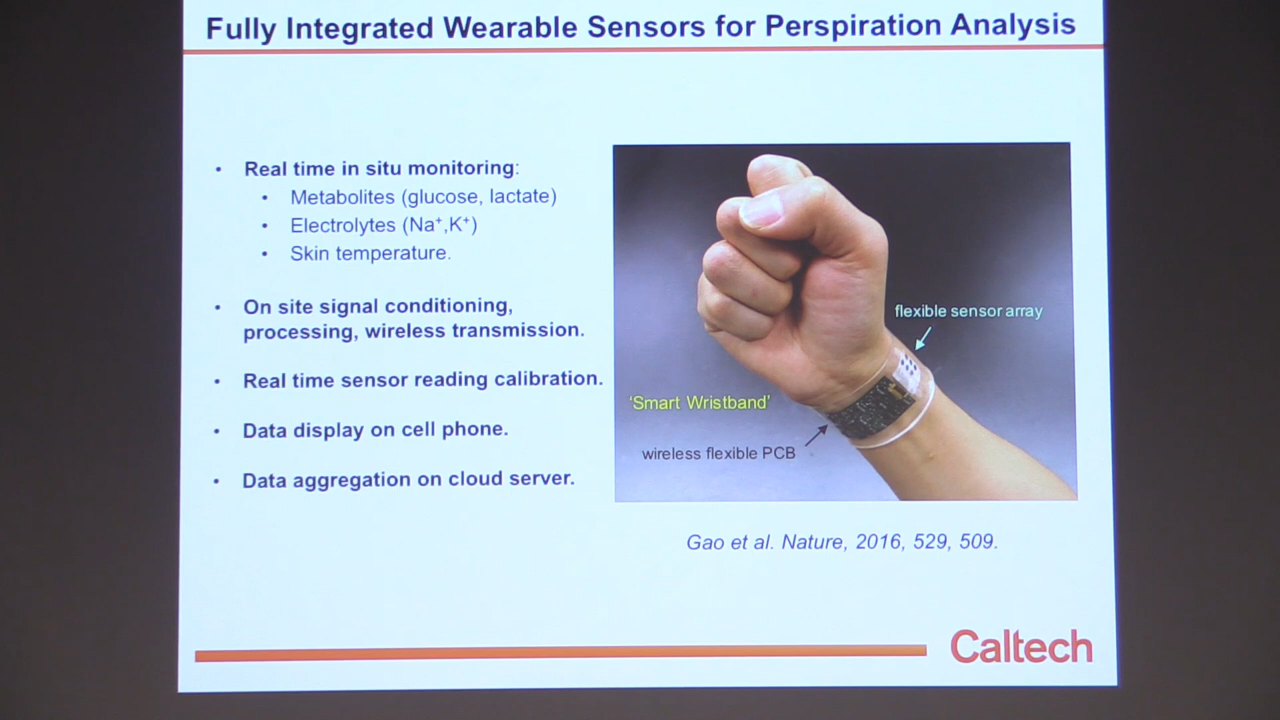 Fully Integrated Wearable Sensors for Perspiration Analysis
• Real time in situ monitoring:
• Metabolites (glucose, lactate)
• Electrolytes (Na⁺,K⁺)
• Skin temperature.
• On site signal conditioning,
processing, wireless transmission.
• Real time sensor reading calibration.
• Data display on cell phone.
• Data aggregation on cloud server.
flexible sensor array
‘Smart Wristband’
wireless flexible PCB
Gao et al. Nature, 2016, 529, 509.
Caltech